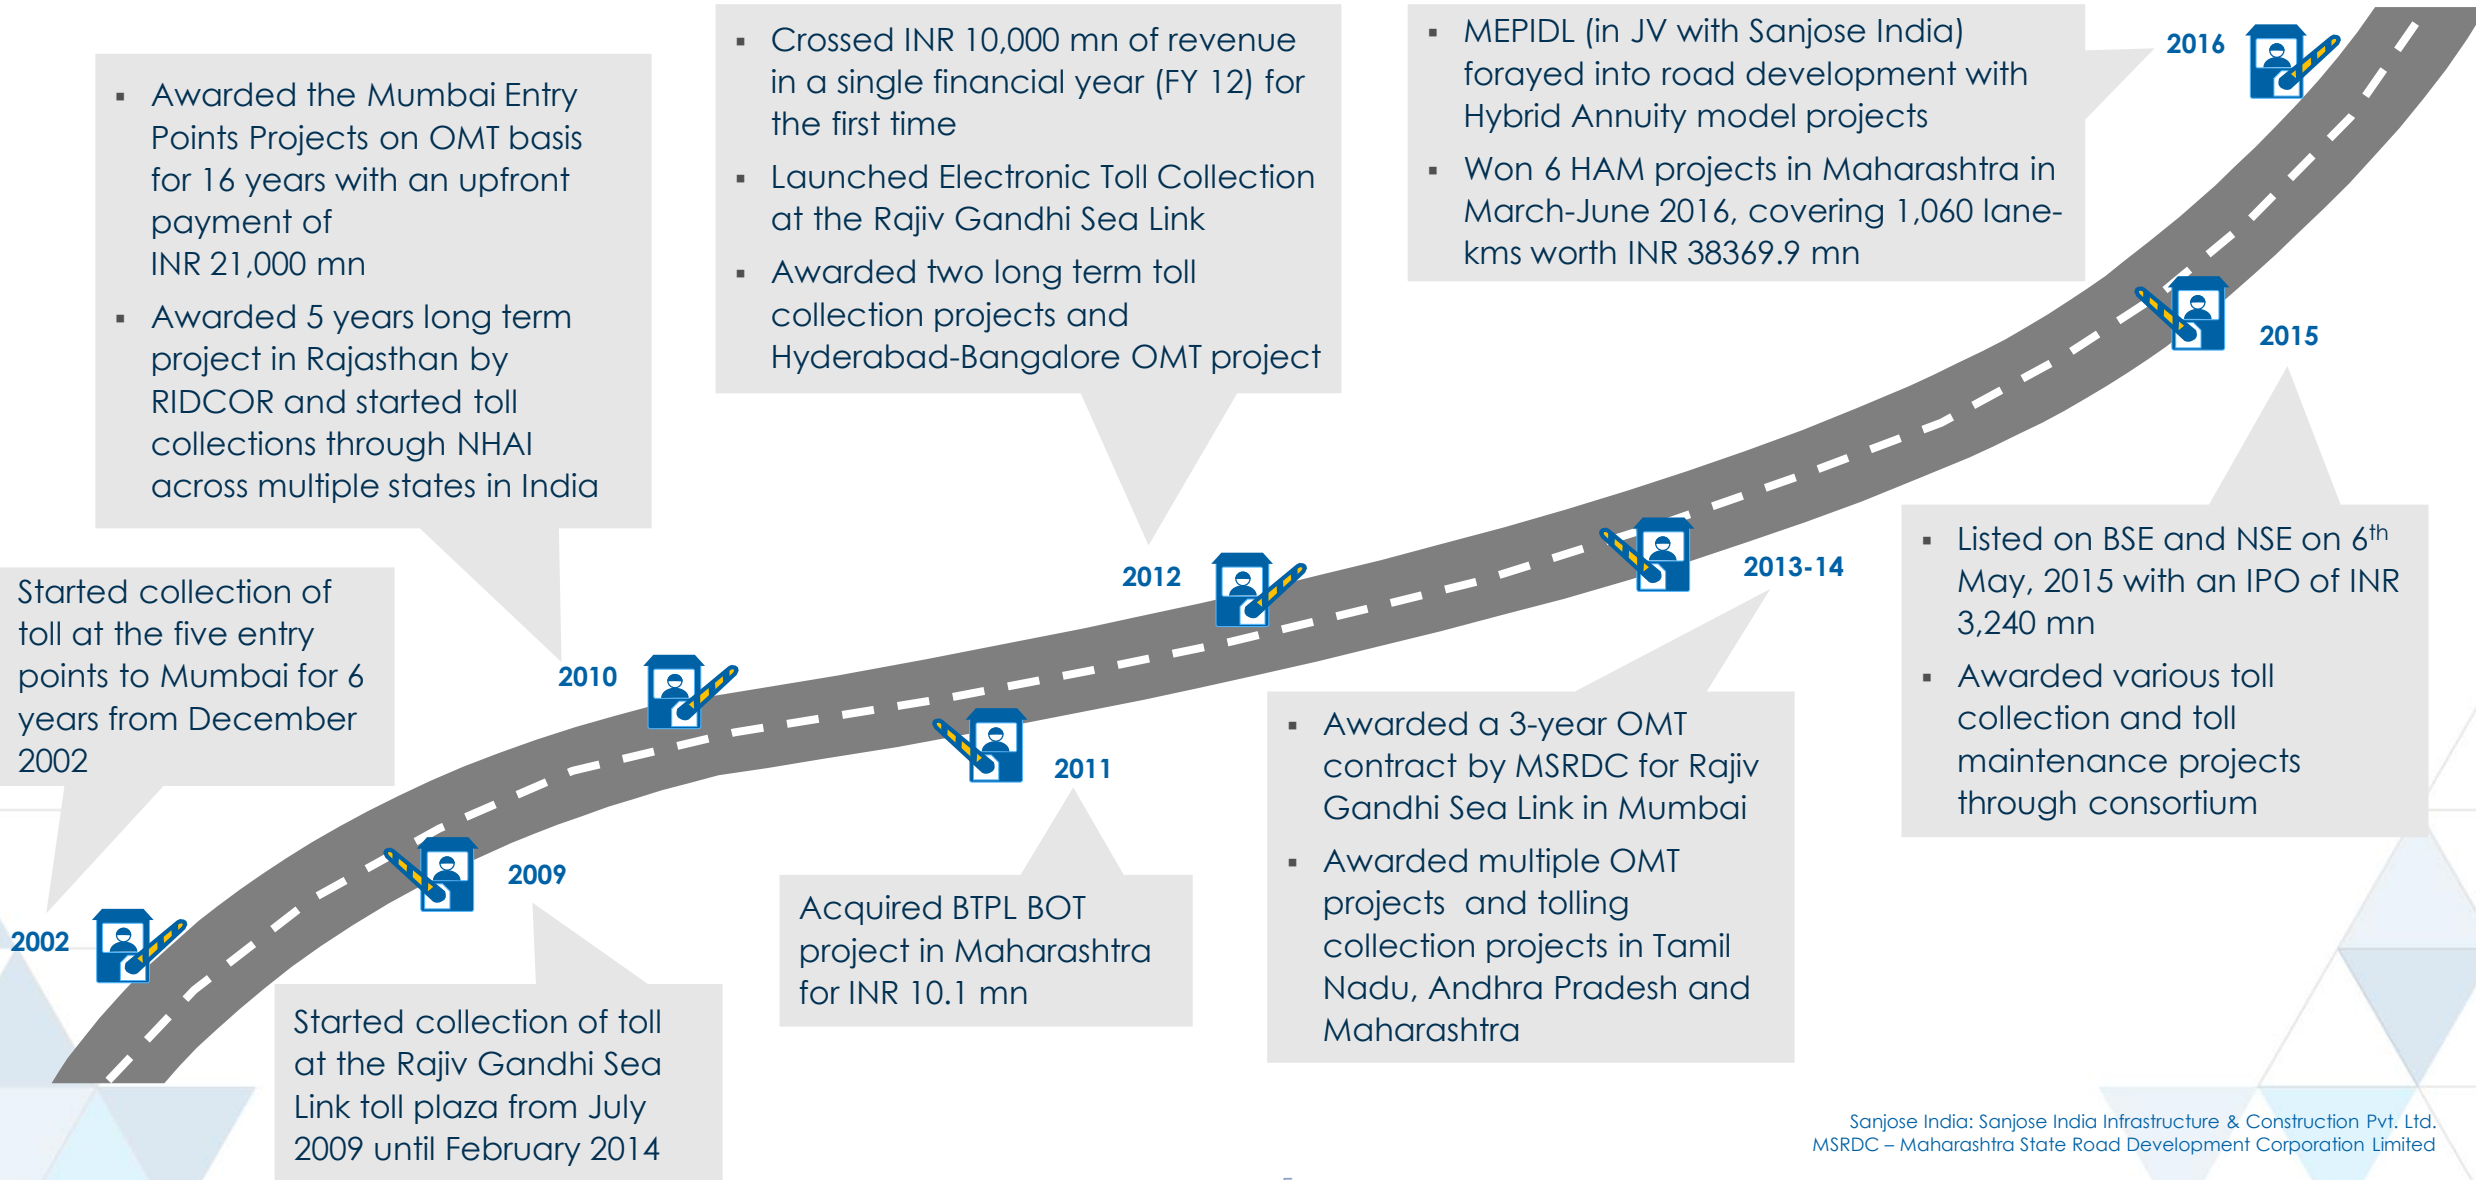 2002
Started collection of
toll at the five entry
points to Mumbai for 6
years from December
2002
2009
Started collection of toll
at the Rajiv Gandhi Sea
Link toll plaza from July
2009 until February 2014
2010
▪ Awarded the Mumbai Entry
Points Projects on OMT basis
for 16 years with an upfront
payment of
INR 21,000 mn
▪ Awarded 5 years long term
project in Rajasthan by
RIDCOR and started toll
collections through NHAI
across multiple states in India
2011
Acquired BTPL BOT
project in Maharashtra
for INR 10.1 mn
2012
▪ Crossed INR 10,000 mn of revenue
in a single financial year (FY 12) for
the first time
▪ Launched Electronic Toll Collection
at the Rajiv Gandhi Sea Link
▪ Awarded two long term toll
collection projects and
Hyderabad-Bangalore OMT project
2013-14
▪ Awarded a 3-year OMT
contract by MSRDC for Rajiv
Gandhi Sea Link in Mumbai
▪ Awarded multiple OMT
projects and tolling
collection projects in Tamil
Nadu, Andhra Pradesh and
Maharashtra
2015
▪ Listed on BSE and NSE on 6th
May, 2015 with an IPO of INR
3,240 mn
▪ Awarded various toll
collection and toll
maintenance projects
through consortium
2016
▪ MEPIDL (in JV with Sanjose India)
forayed into road development with
Hybrid Annuity model projects
▪ Won 6 HAM projects in Maharashtra in
March-June 2016, covering 1,060 lane-
kms worth INR 38369.9 mn
Sanjose India: Sanjose India Infrastructure & Construction Pvt. Ltd.
MSRDC – Maharashtra State Road Development Corporation Limited